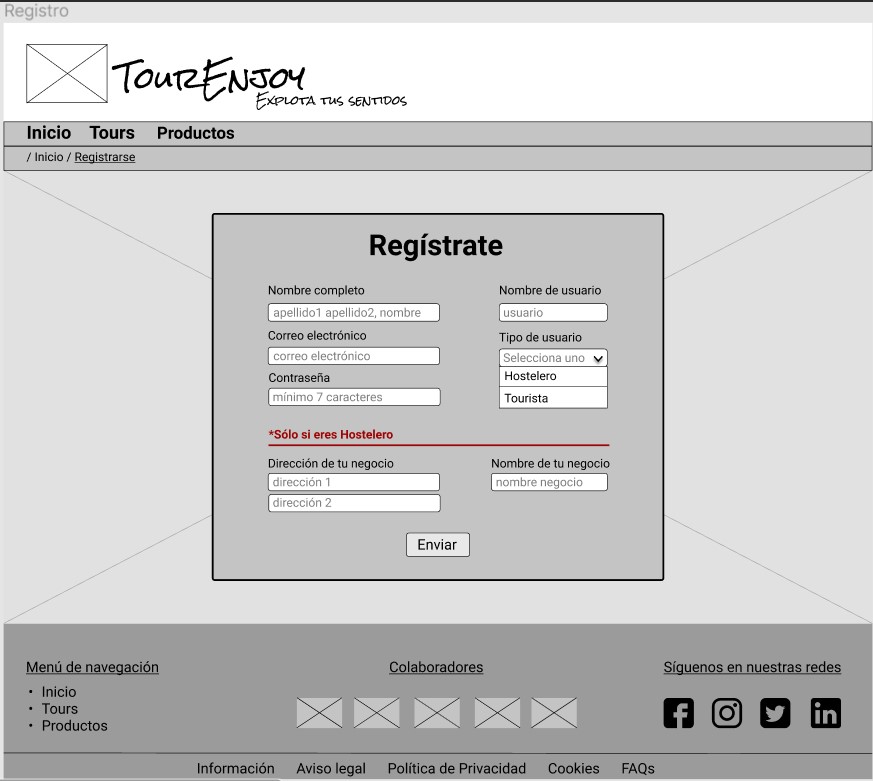 Registro
TourEnjoy
Explota tus sentidos
Inicio Tours Productos
/ Inicio / Registrarse
Regístrate
Nombre completo
apellido1 apellido2, nombre
Nombre de usuario
usuario
Correo electrónico
correo electrónico
Tipo de usuario
Selecciona uno
Hostelero
Tourista
Contraseña
mínimo 7 caracteres
*Sólo si eres Hostelero
Dirección de tu negocio
dirección 1
dirección 2
Nombre de tu negocio
nombre negocio
Enviar
Menú de navegación
• Inicio
• Tours
• Productos
Colaboradores
Síguenos en nuestras redes
Información Aviso legal Política de Privacidad Cookies FAQs